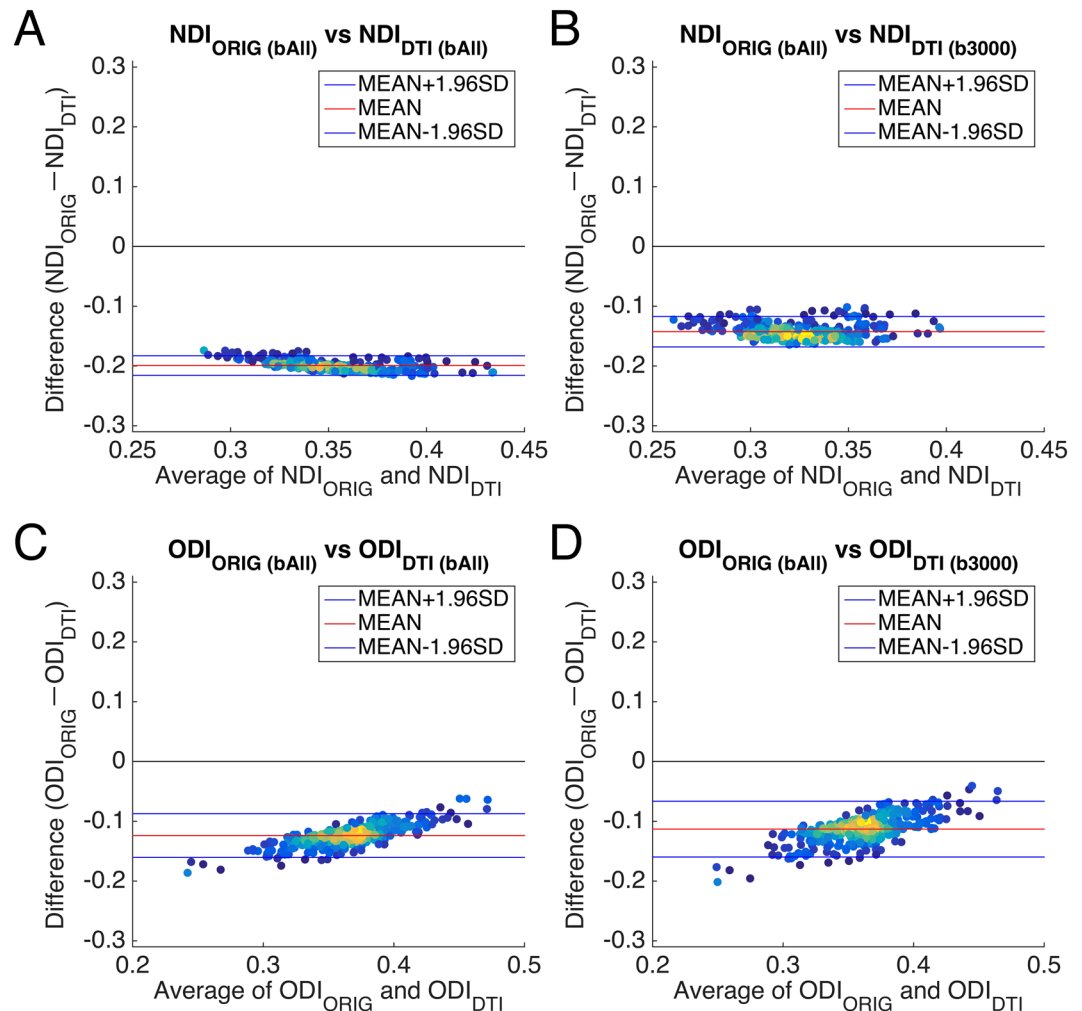 A
NDI_ORIG (bAll) vs NDI_DTI (bAll)
MEAN+1.96SD
MEAN
MEAN-1.96SD
0.3
0.2
0.1
0
-0.1
-0.2
-0.3
Difference (NDI_ORIG−NDI_DTI)
0.25 0.3 0.35 0.4 0.45
Average of NDI_ORIG and NDI_DTI
B
NDI_ORIG (bAll) vs NDI_DTI (b3000)
MEAN+1.96SD
MEAN
MEAN-1.96SD
0.3
0.2
0.1
0
-0.1
-0.2
-0.3
Difference (NDI_ORIG−NDI_DTI)
0.25 0.3 0.35 0.4 0.45
Average of NDI_ORIG and NDI_DTI
C
ODI_ORIG (bAll) vs ODI_DTI (bAll)
MEAN+1.96SD
MEAN
MEAN-1.96SD
0.3
0.2
0.1
0
-0.1
-0.2
-0.3
Difference (ODI_ORIG−ODI_DTI)
0.2 0.3 0.4 0.5
Average of ODI_ORIG and ODI_DTI
D
ODI_ORIG (bAll) vs ODI_DTI (b3000)
MEAN+1.96SD
MEAN
MEAN-1.96SD
0.3
0.2
0.1
0
-0.1
-0.2
-0.3
Difference (ODI_ORIG−ODI_DTI)
0.2 0.3 0.4 0.5
Average of ODI_ORIG and ODI_DTI